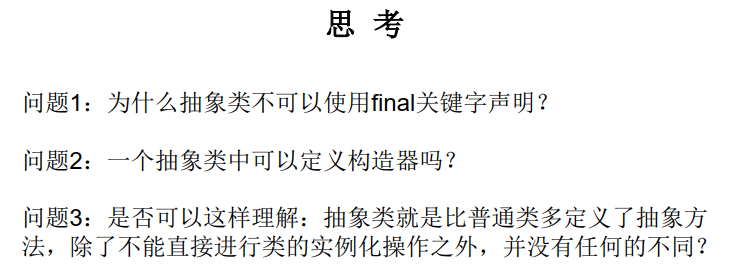 思 考
问题1：为什么抽象类不可以使用final关键字声明？
问题2：一个抽象类中可以定义构造器吗？
问题3：是否可以这样理解：抽象类就是比普通类多定义了抽象方
法，除了不能直接进行类的实例化操作之外，并没有任何的不同？